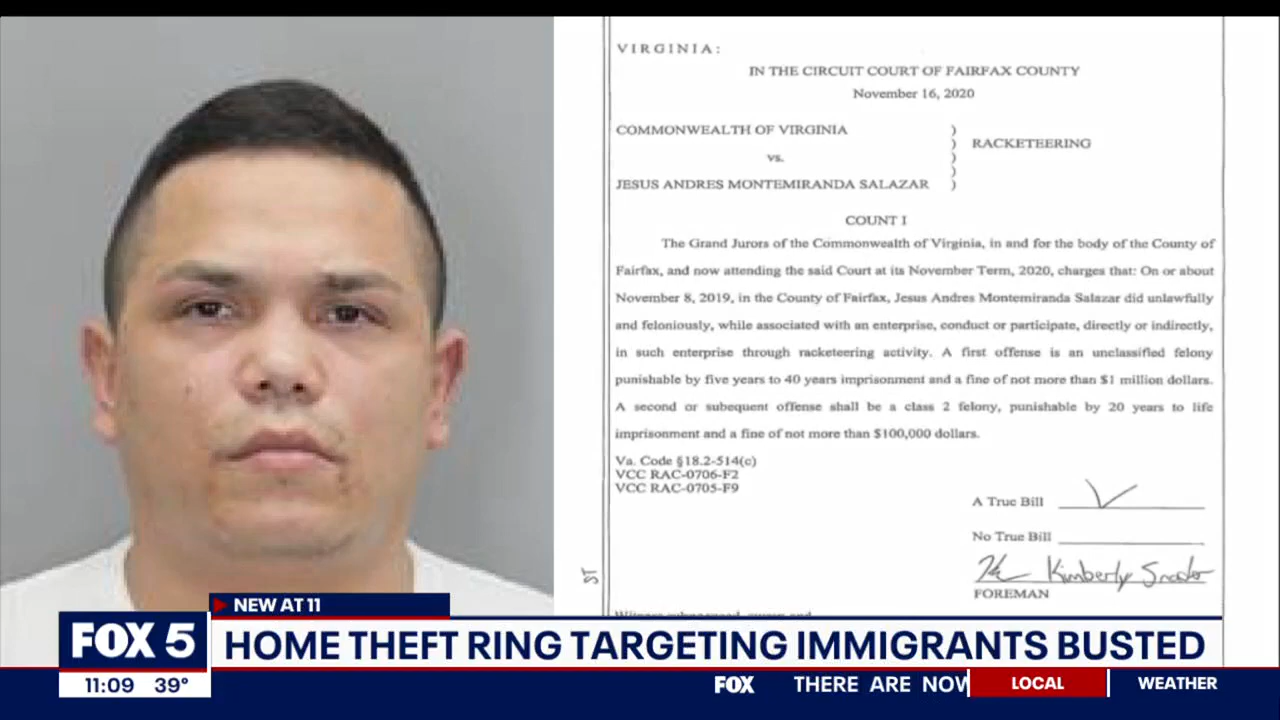 VIRGINIA:
IN THE CIRCUIT COURT OF FAIRFAX COUNTY
November 16, 2020
COMMONWEALTH OF VIRGINIA )
vs. ) RACKETEERING
JESUS ANDRES MONTEMIRANDA SALAZAR )
COUNT I
The Grand Jurors of the Commonwealth of Virginia, in and for the body of the County of
Fairfax, and now attending the said Court at its November Term, 2020, charges that: On or about
November 8, 2019, in the County of Fairfax, Jesus Andres Montemiranda Salazar did unlawfully
and feloniously, while associated with an enterprise, conduct or participate, directly or indirectly,
in such enterprise through racketeering activity. A first offense is an unclassified felony
punishable by five years to 40 years imprisonment and a fine of not more than $1 million dollars.
A second or subequent offense shall be a class 2 felony, punishable by 20 years to life
imprisonment and a fine of not more than $100,000 dollars.
Va. Code §18.2-514(c)
VCC RAC-0706-F2
VCC RAC-0705-F9
A True Bill
No True Bill
Kimberly
FOREMAN
ST
NEW AT 11
FOX 5
HOME THEFT RING TARGETING IMMIGRANTS BUSTED
11:09 39°
FOX THERE ARE NOW LOCAL WEATHER